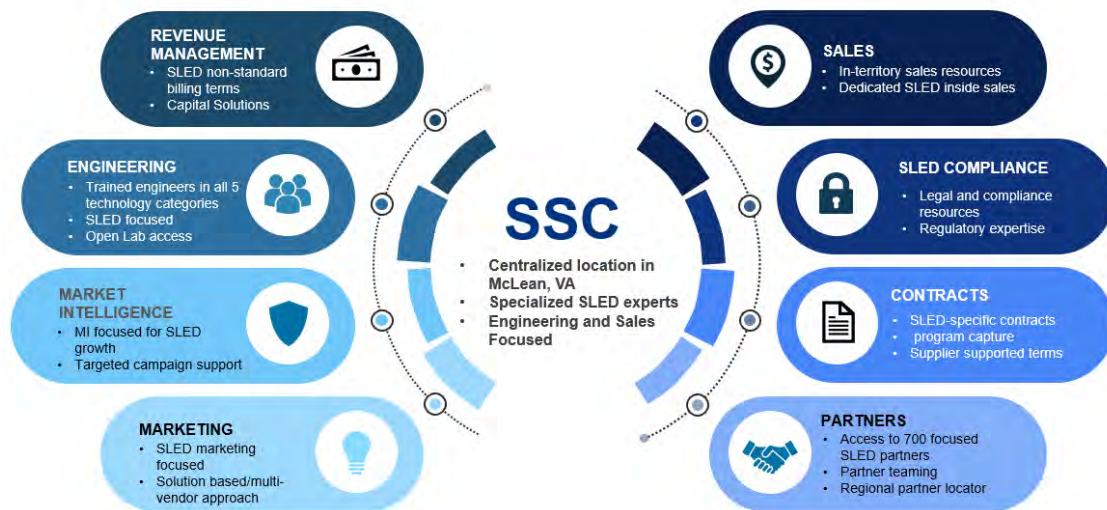 REVENUE
MANAGEMENT
• SLED non-standard
billing terms
• Capital Solutions
ENGINEERING
• Trained engineers in all 5
technology categories
• SLED focused
• Open Lab access
MARKET
INTELLIGENCE
• MI focused for SLED
growth
• Targeted campaign support
MARKETING
• SLED marketing
focused
• Solution based/multi-
vendor approach
SSC
• Centralized location in
McLean, VA
• Specialized SLED experts
• Engineering and Sales
Focused
SALES
• In-territory sales resources
• Dedicated SLED inside sales
SLED COMPLIANCE
• Legal and compliance
resources
• Regulatory expertise
CONTRACTS
• SLED-specific contracts
• program capture
• Supplier supported terms
PARTNERS
• Access to 700 focused
SLED partners
• Partner teaming
• Regional partner locator